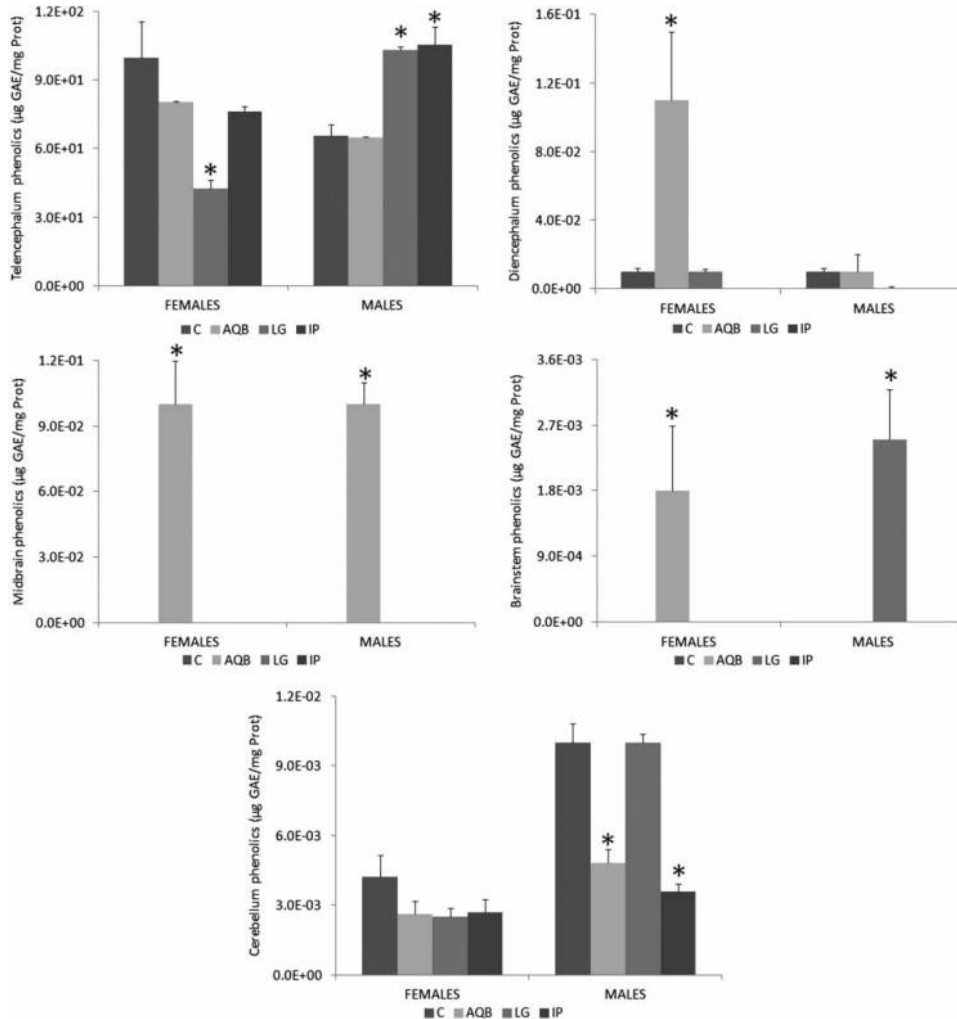 Telencephalum phenolics (µg GAE/mg Prot)
1.2E+02
9.0E+01
6.0E+01
3.0E+01
0.0E+00
*
*
*
FEMALES MALES
C AQB LG IP
Diencephalum phenolics (µg GAE/mg Prot)
1.6E-01
1.2E-01
8.0E-02
4.0E-02
0.0E+00
*
FEMALES MALES
C AQB LG IP
Midbrain phenolics (µg GAE/mg Prot)
1.2E-01
9.0E-02
6.0E-02
3.0E-02
0.0E+00
*
*
FEMALES MALES
C AQB LG IP
Brainstem phenolics (µg GAE/mg Prot)
3.6E-03
2.7E-03
1.8E-03
9.0E-04
0.0E+00
*
*
FEMALES MALES
C AQB LG IP
Cerebellum phenolics (µg GAE/mg Prot)
1.2E-02
9.0E-03
6.0E-03
3.0E-03
0.0E+00
*
*
FEMALES MALES
C AQB LG IP